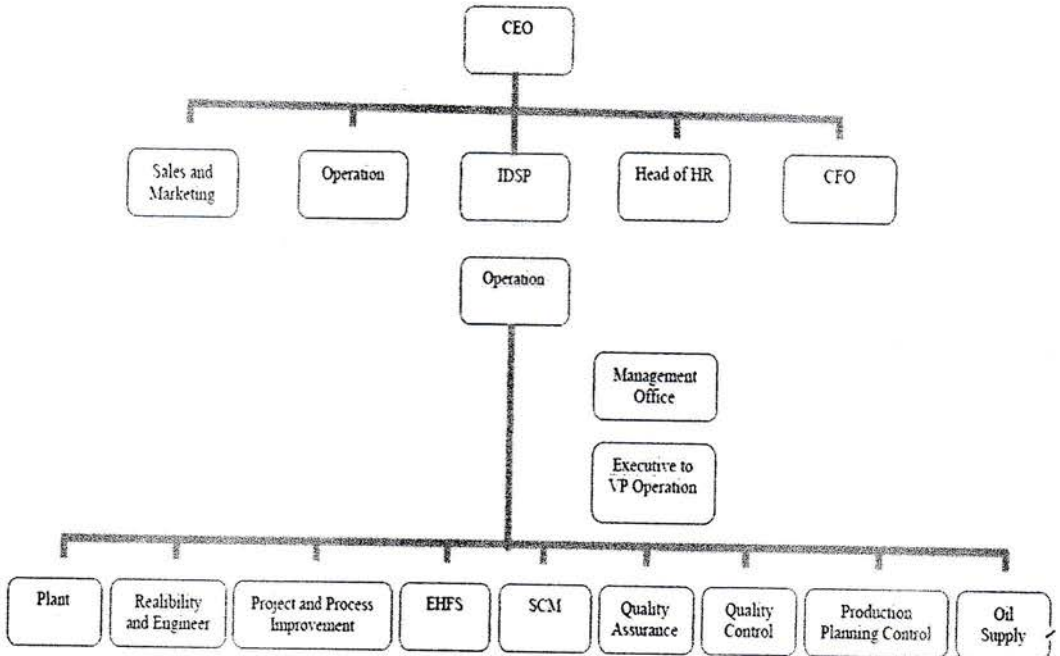 CEO
Sales and
Marketing
Operation
IDSP
Head of HR
CFO
Operation
Management
Office
Executive to
VP Operation
Plant
Realibility
and Engineer
Project and Process
Improvement
EHFS
SCM
Quality
Assurance
Quality
Control
Production
Planning Control
Oil
Supply